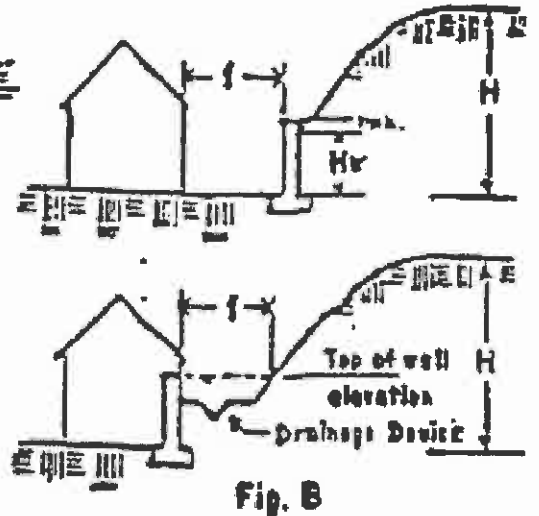 f
H
Hw
f
Top of wall
elevation
H
Drainage Device
Fig. B